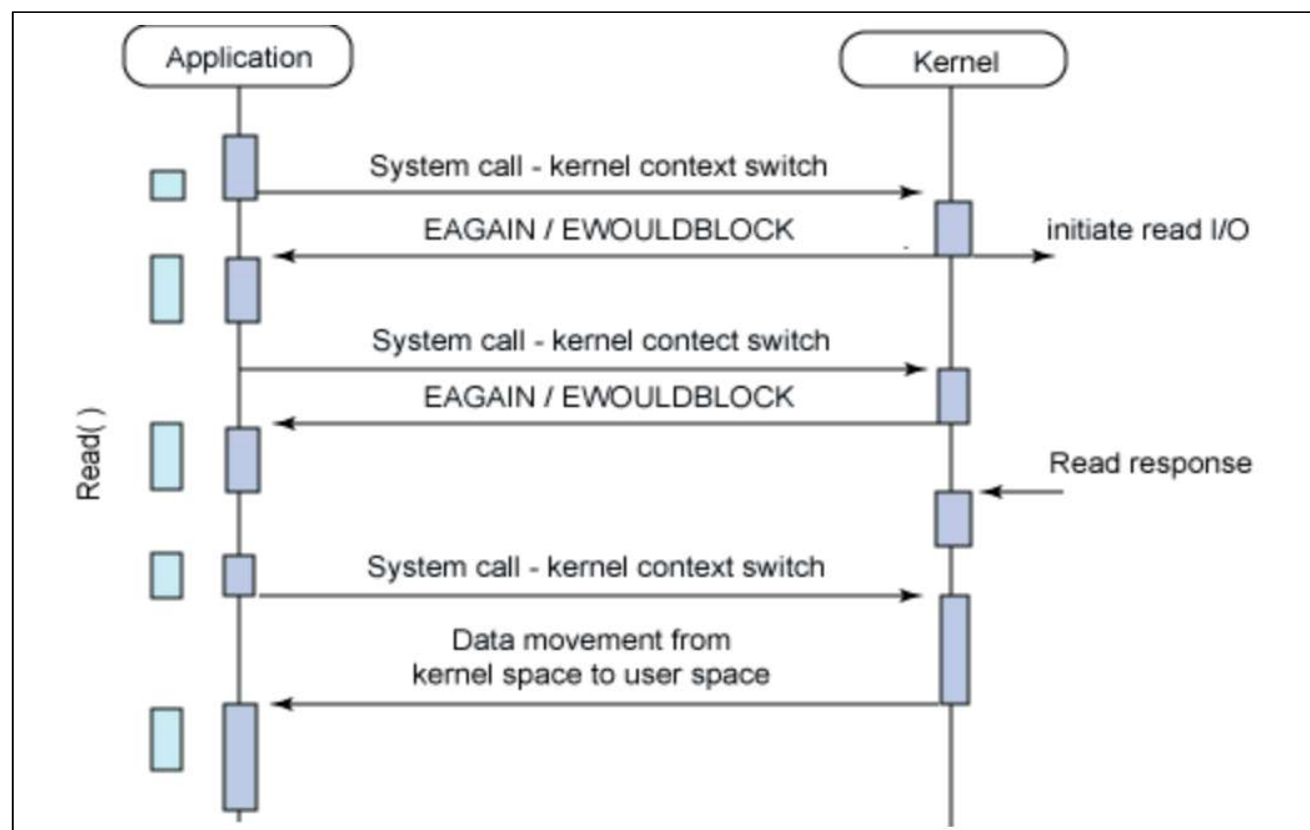 Application
Kernel
System call - kernel context switch
EAGAIN / EWOULDBLOCK
initiate read I/O
System call - kernel contect switch
EAGAIN / EWOULDBLOCK
Read( )
Read response
System call - kernel context switch
Data movement from
kernel space to user space